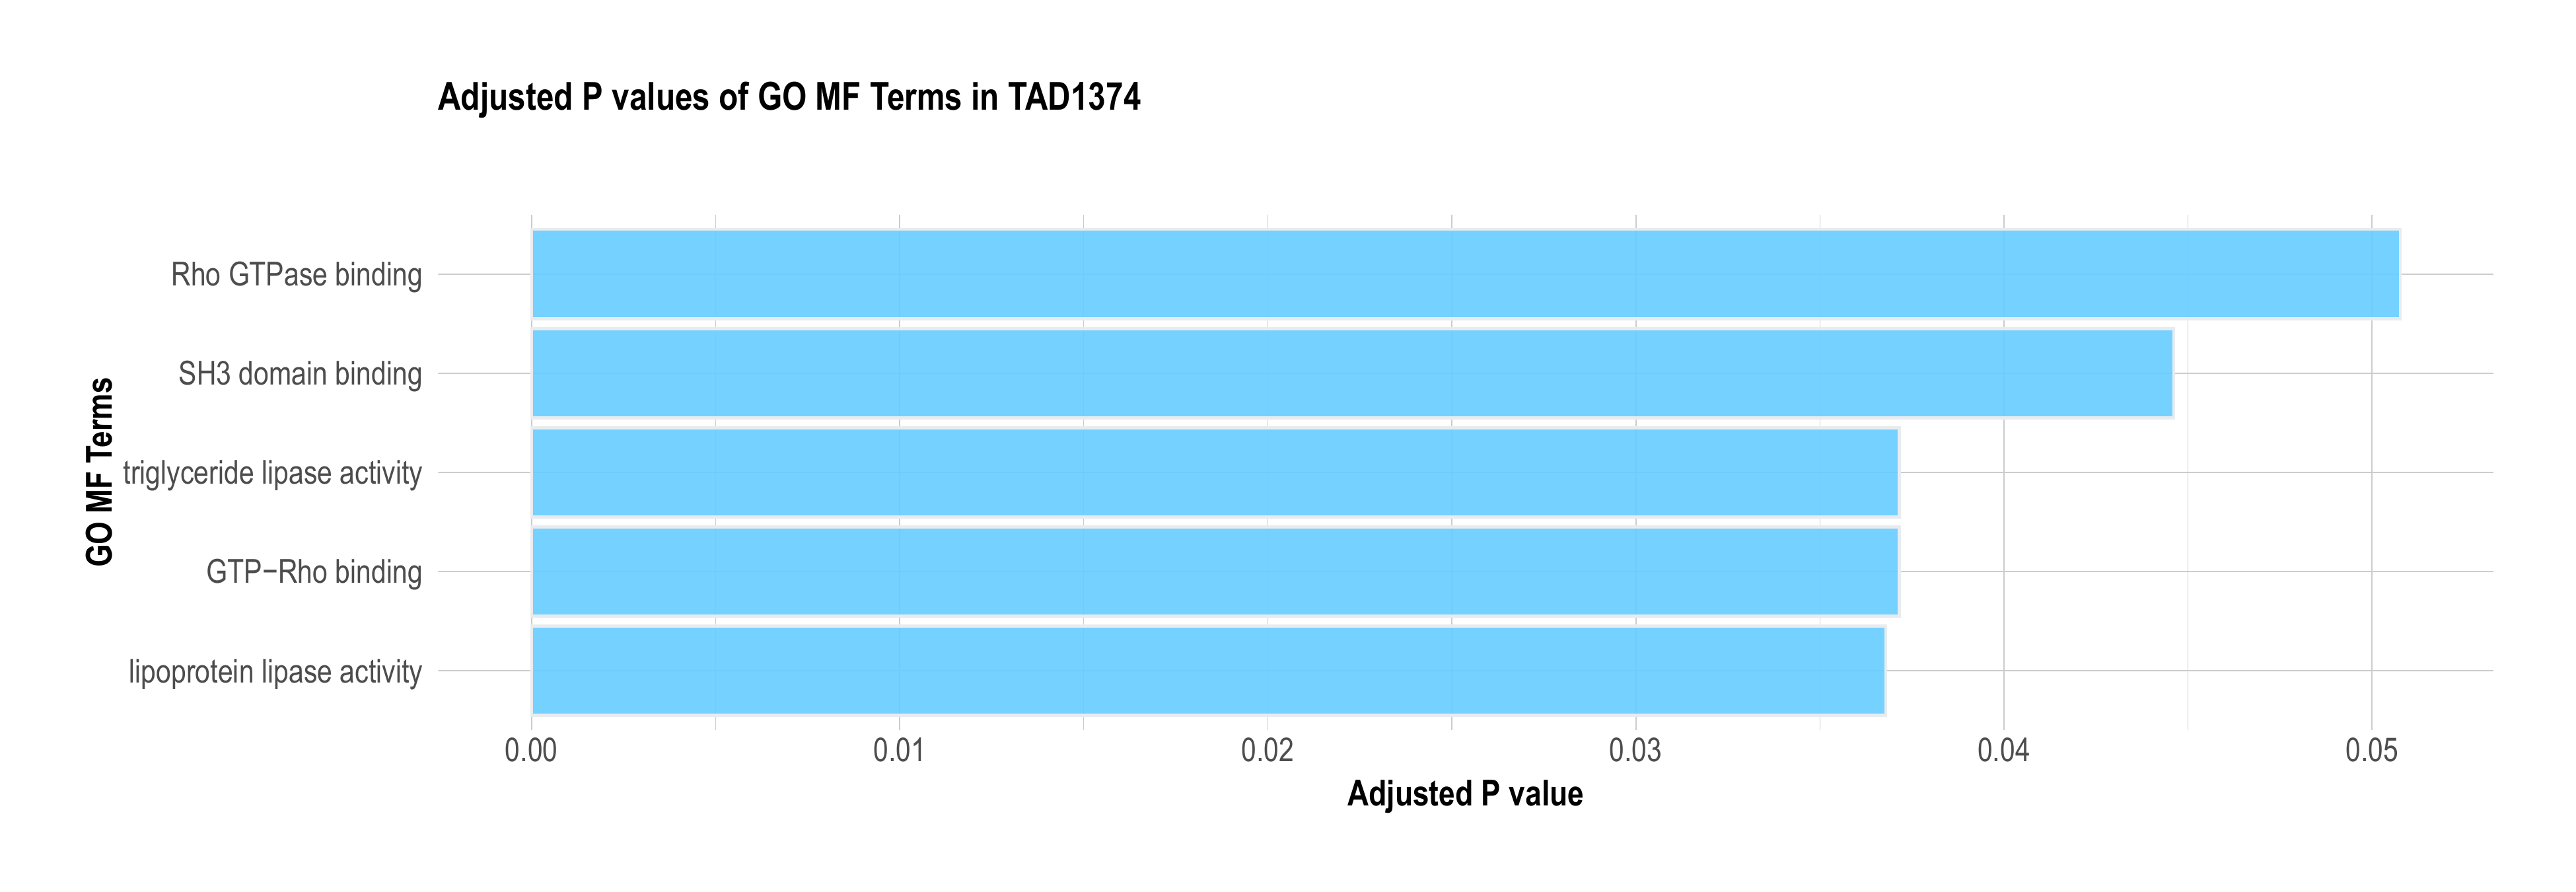 Adjusted P values of GO MF Terms in TAD1374
GO MF Terms
Rho GTPase binding
SH3 domain binding
triglyceride lipase activity
GTP−Rho binding
lipoprotein lipase activity
0.00 0.01 0.02 0.03 0.04 0.05
Adjusted P value